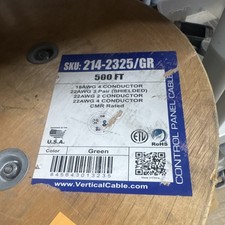 SKU: 214-2325/GR
500 FT
18AWG 4 CONDUCTOR
22AWG 3 Pair (SHIELDED)
22AWG 2 CONDUCTOR
22AWG 4 CONDUCTOR
CMR Rated
U.S.A.
ETL
RoHS
Color
Green
www.VerticalCable.com
CONTROL PANEL CABLE